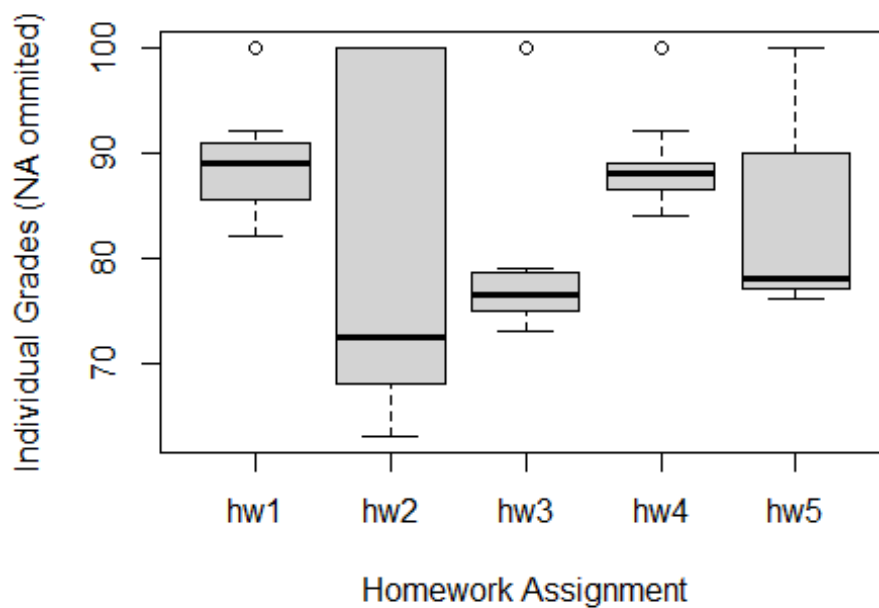 Individual Grades (NA ommited)
100
90
80
70
hw1 hw2 hw3 hw4 hw5
Homework Assignment